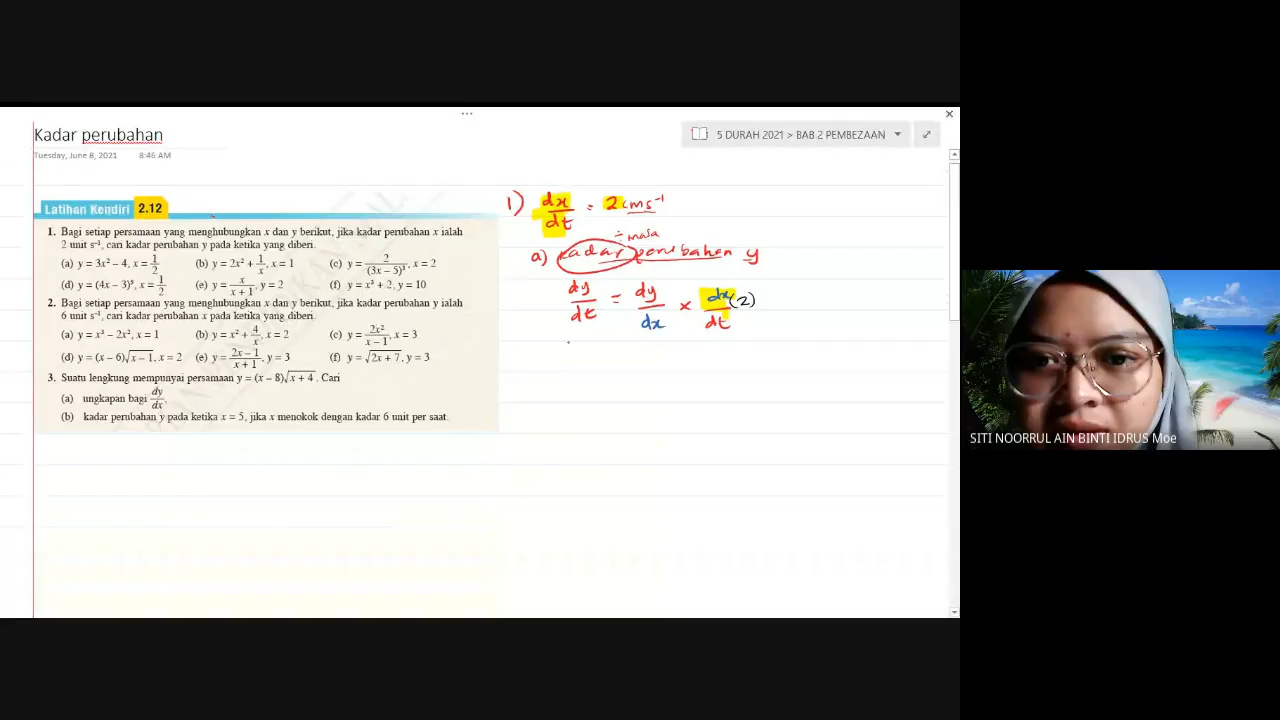 Kadar perubahan
Tuesday, June 8, 2021 8:46 AM
5 DURAH 2021 > BAB 2 PEMBEZAAN
Latihan Kendiri 2.12
1. Bagi setiap persamaan yang menghubungkan x dan y berikut, jika kadar perubahan x ialah
2 unit s⁻¹, cari kadar perubahan y pada ketika yang diberi.
(a) y = 3x² – 4, x = 1/2 (b) y = 2x² + 1/x, x = 1 (c) y = 2/(3x – 5)³, x = 2
(d) y = (4x – 3)⁵, x = 1/2 (e) y = x/(x + 1), y = 2 (f) y = x³ + 2, y = 10
2. Bagi setiap persamaan yang menghubungkan x dan y berikut, jika kadar perubahan y ialah
6 unit s⁻¹, cari kadar perubahan x pada ketika yang diberi.
(a) y = x³ – 2x², x = 1 (b) y = x² + 4/x, x = 2 (c) y = 2x²/(x – 1), x = 3
(d) y = (x – 6)√(x – 1), x = 2 (e) y = (2x – 1)/(x + 1), y = 3 (f) y = √(2x + 7), y = 3
3. Suatu lengkung mempunyai persamaan y = (x – 8)√(x + 4). Cari
(a) ungkapan bagi dy/dx,
(b) kadar perubahan y pada ketika x = 5, jika x menokok dengan kadar 6 unit per saat.
1) dx/dt = 2 cms⁻¹
÷ masa
a) kadar perubahan y
dy/dt = dy/dx × dx/dt (2)
SITI NOORRUL AIN BINTI IDRUS Moe